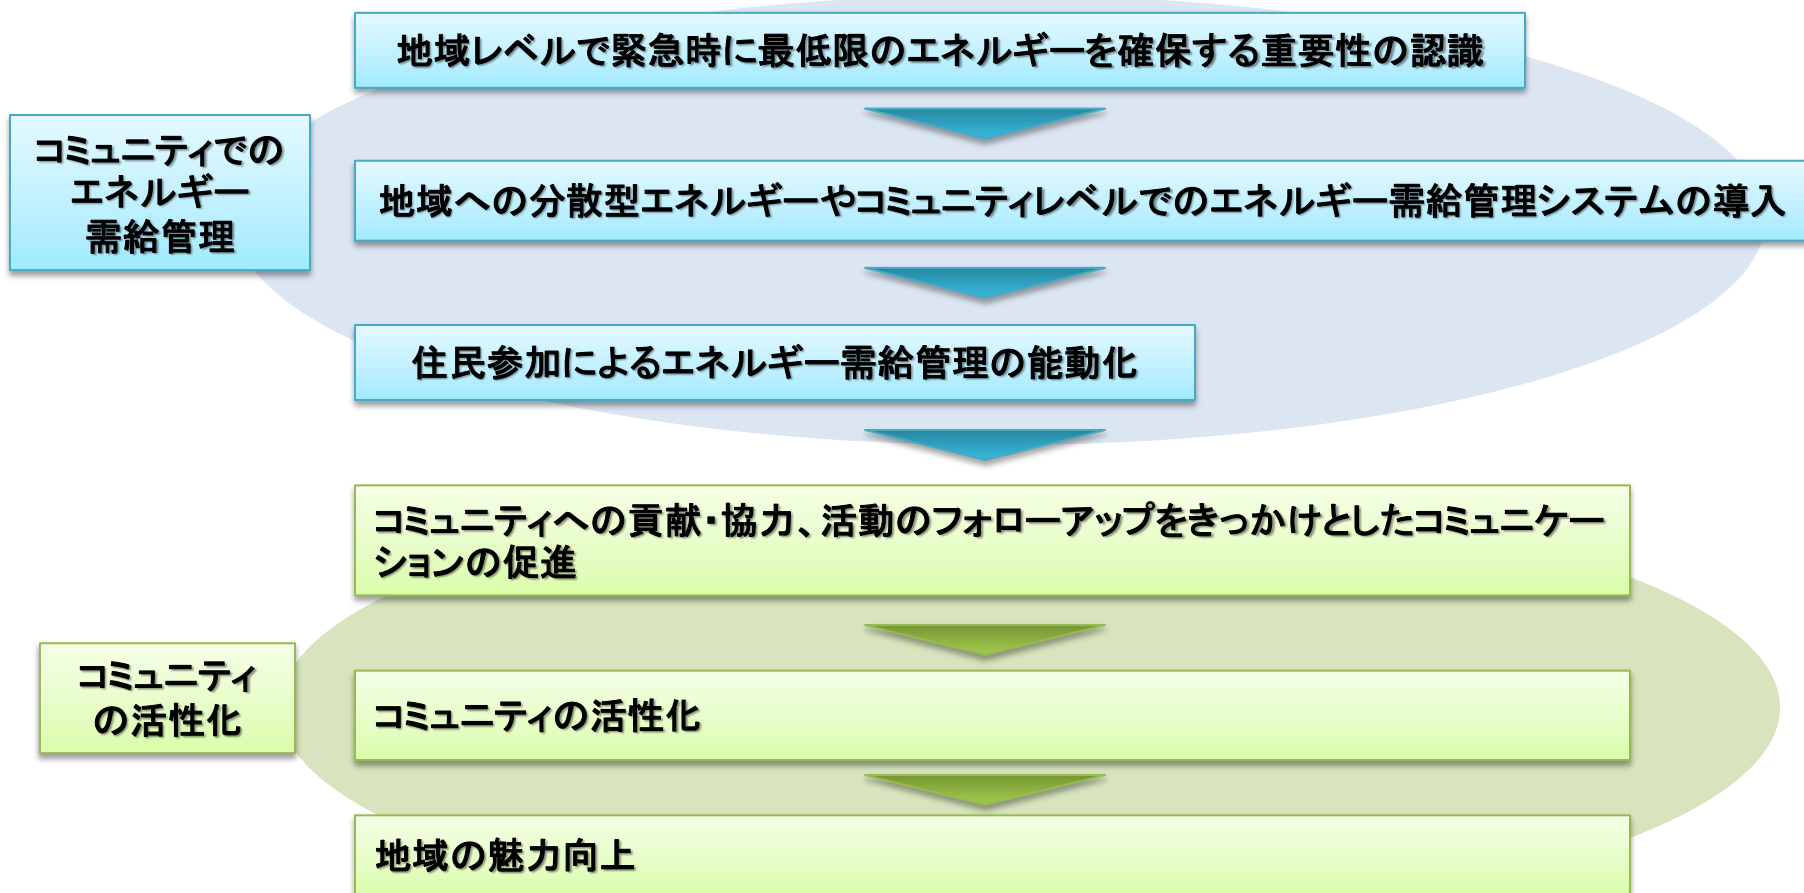 地域レベルで緊急時に最低限のエネルギーを確保する重要性の認識
コミュニティでの
エネルギー
需給管理
地域への分散型エネルギーやコミュニティレベルでのエネルギー需給管理システムの導入
住民参加によるエネルギー需給管理の能動化
コミュニティへの貢献・協力、活動のフォローアップをきっかけとしたコミュニケー
ションの促進
コミュニティ
の活性化
コミュニティの活性化
地域の魅力向上